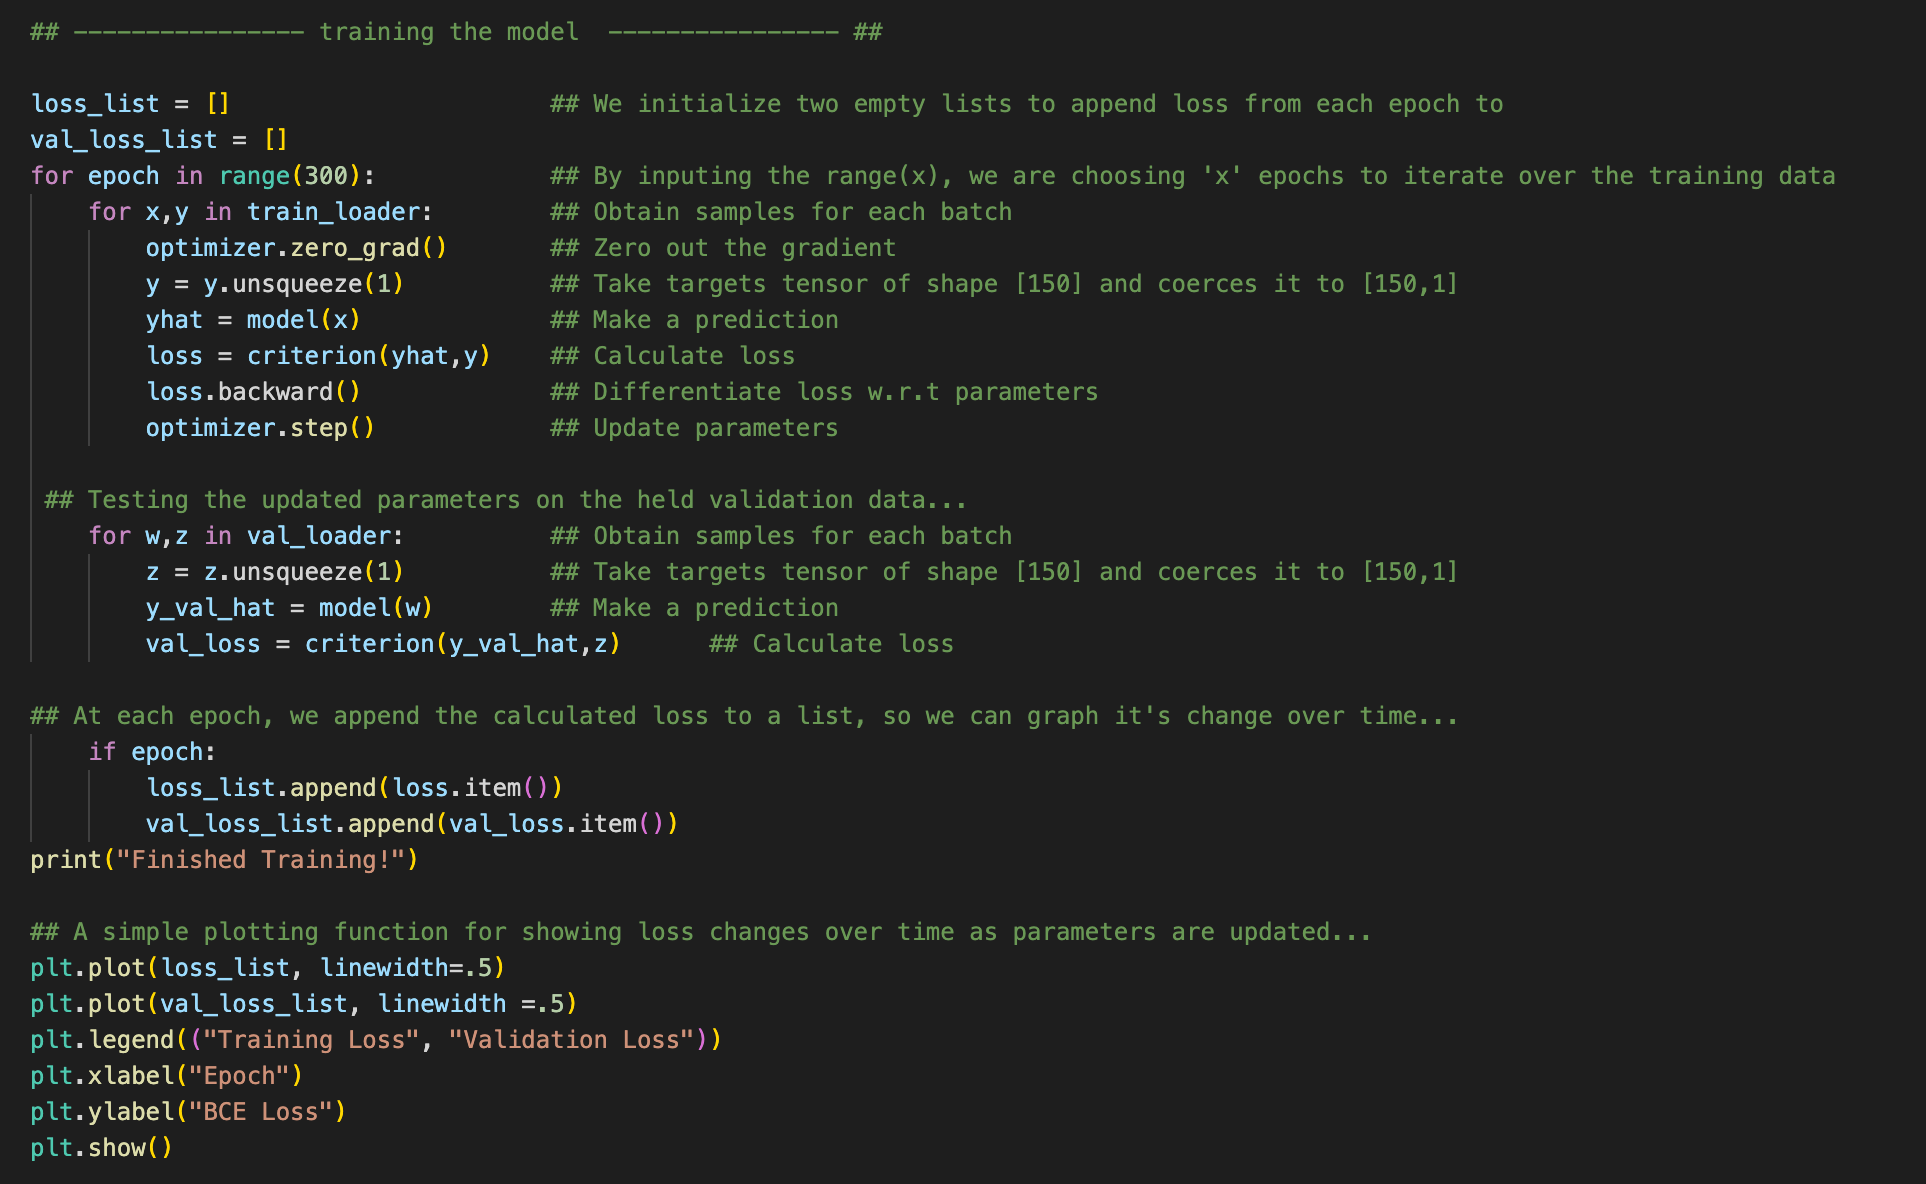 ## ---------------- training the model  ---------------- ##

loss_list = []                      ## We initialize two empty lists to append loss from each epoch to
val_loss_list = []
for epoch in range(300):            ## By inputing the range(x), we are choosing 'x' epochs to iterate over the training data
    for x,y in train_loader:        ## Obtain samples for each batch
        optimizer.zero_grad()       ## Zero out the gradient
        y = y.unsqueeze(1)          ## Take targets tensor of shape [150] and coerces it to [150,1]
        yhat = model(x)             ## Make a prediction
        loss = criterion(yhat,y)    ## Calculate loss
        loss.backward()             ## Differentiate loss w.r.t parameters
        optimizer.step()            ## Update parameters

 ## Testing the updated parameters on the held validation data...
    for w,z in val_loader:          ## Obtain samples for each batch
        z = z.unsqueeze(1)          ## Take targets tensor of shape [150] and coerces it to [150,1]
        y_val_hat = model(w)        ## Make a prediction
        val_loss = criterion(y_val_hat,z)      ## Calculate loss

## At each epoch, we append the calculated loss to a list, so we can graph it's change over time...
    if epoch:
        loss_list.append(loss.item())
        val_loss_list.append(val_loss.item())
print("Finished Training!")

## A simple plotting function for showing loss changes over time as parameters are updated...
plt.plot(loss_list, linewidth=.5)
plt.plot(val_loss_list, linewidth =.5)
plt.legend(("Training Loss", "Validation Loss"))
plt.xlabel("Epoch")
plt.ylabel("BCE Loss")
plt.show()